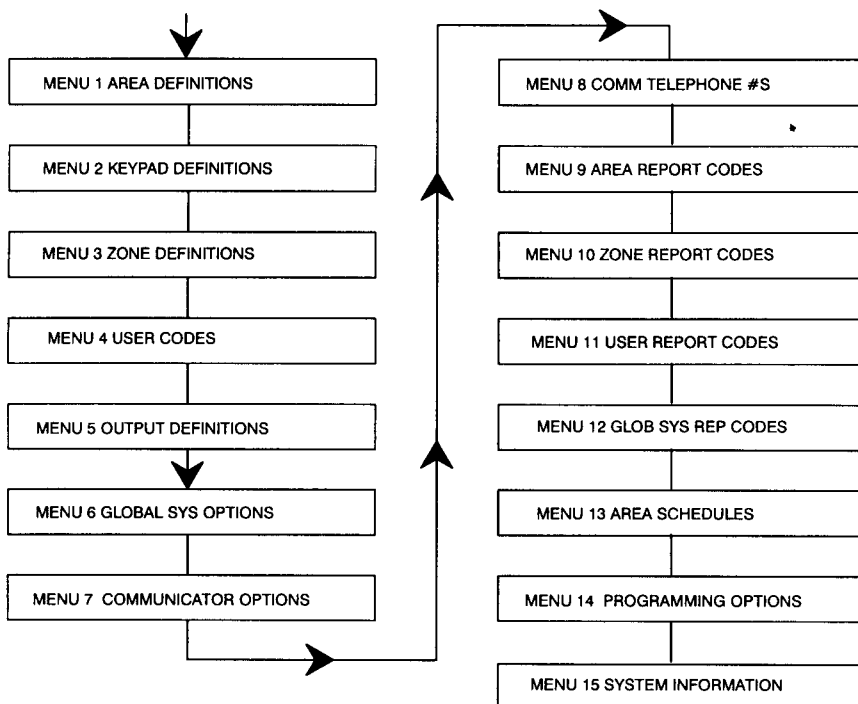 MENU 1 AREA DEFINITIONS
MENU 2 KEYPAD DEFINITIONS
MENU 3 ZONE DEFINITIONS
MENU 4 USER CODES
MENU 5 OUTPUT DEFINITIONS
MENU 6 GLOBAL SYS OPTIONS
MENU 7 COMMUNICATOR OPTIONS
MENU 8 COMM TELEPHONE #S
MENU 9 AREA REPORT CODES
MENU 10 ZONE REPORT CODES
MENU 11 USER REPORT CODES
MENU 12 GLOB SYS REP CODES
MENU 13 AREA SCHEDULES
MENU 14 PROGRAMMING OPTIONS
MENU 15 SYSTEM INFORMATION